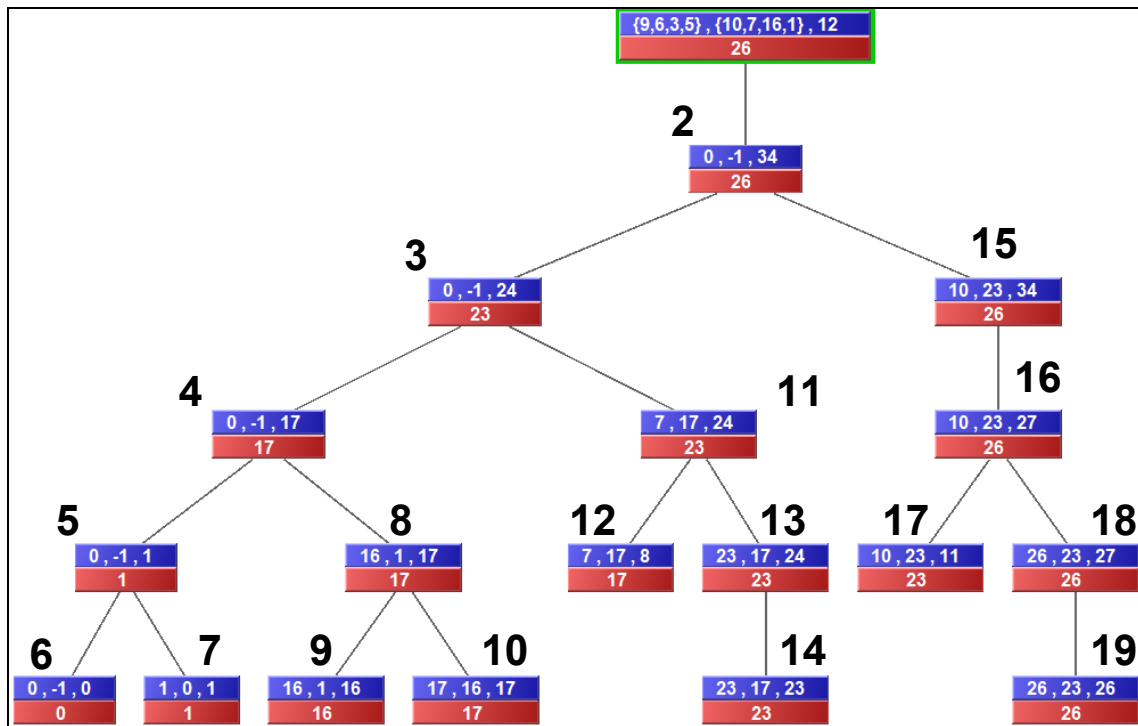 {9,6,3,5} , {10,7,16,1} , 12
26
2
0 , -1 , 34
26
3
0 , -1 , 24
23
15
10 , 23 , 34
26
4
0 , -1 , 17
17
11
7 , 17 , 24
23
16
10 , 23 , 27
26
5
0 , -1 , 1
1
8
16 , 1 , 17
17
12
7 , 17 , 8
17
13
23 , 17 , 24
23
17
10 , 23 , 11
23
18
26 , 23 , 27
26
6
0 , -1 , 0
0
7
1 , 0 , 1
1
9
16 , 1 , 16
16
10
17 , 16 , 17
17
14
23 , 17 , 23
23
19
26 , 23 , 26
26